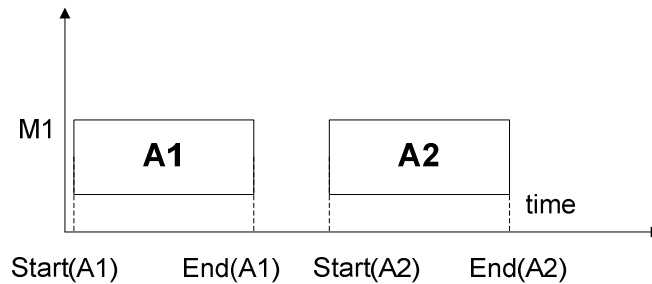 M1
A1 A2
time
Start(A1) End(A1) Start(A2) End(A2)